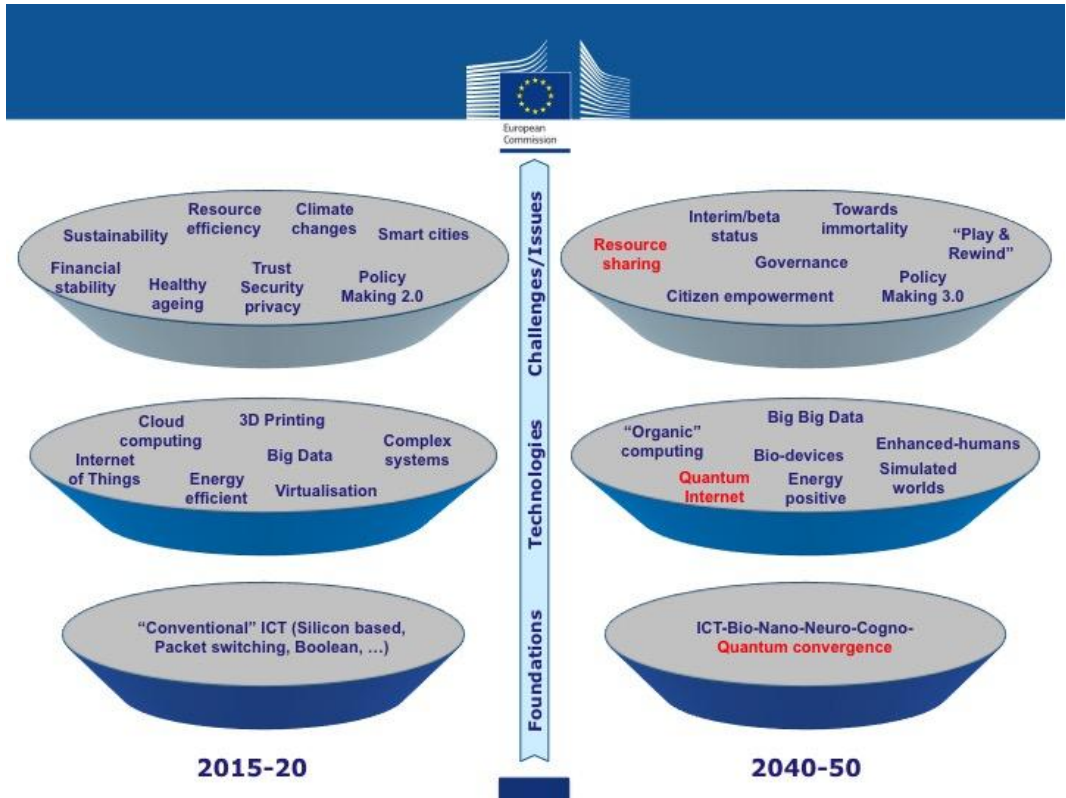 European
Commission
Sustainability
Resource
efficiency
Climate
changes
Smart cities
Financial
stability
Healthy
ageing
Trust
Security
privacy
Policy
Making 2.0
Challenges/Issues
Resource
sharing
Interim/beta
status
Towards
immortality
“Play &
Rewind”
Governance
Citizen empowerment
Policy
Making 3.0
Cloud
computing
3D Printing
Internet
of Things
Energy
efficient
Big Data
Virtualisation
Complex
systems
Technologies
“Organic”
computing
Big Big Data
Bio-devices
Enhanced-humans
Quantum
Internet
Energy
positive
Simulated
worlds
“Conventional” ICT (Silicon based,
Packet switching, Boolean, …)
Foundations
ICT-Bio-Nano-Neuro-Cogno-
Quantum convergence
2015-20
2040-50